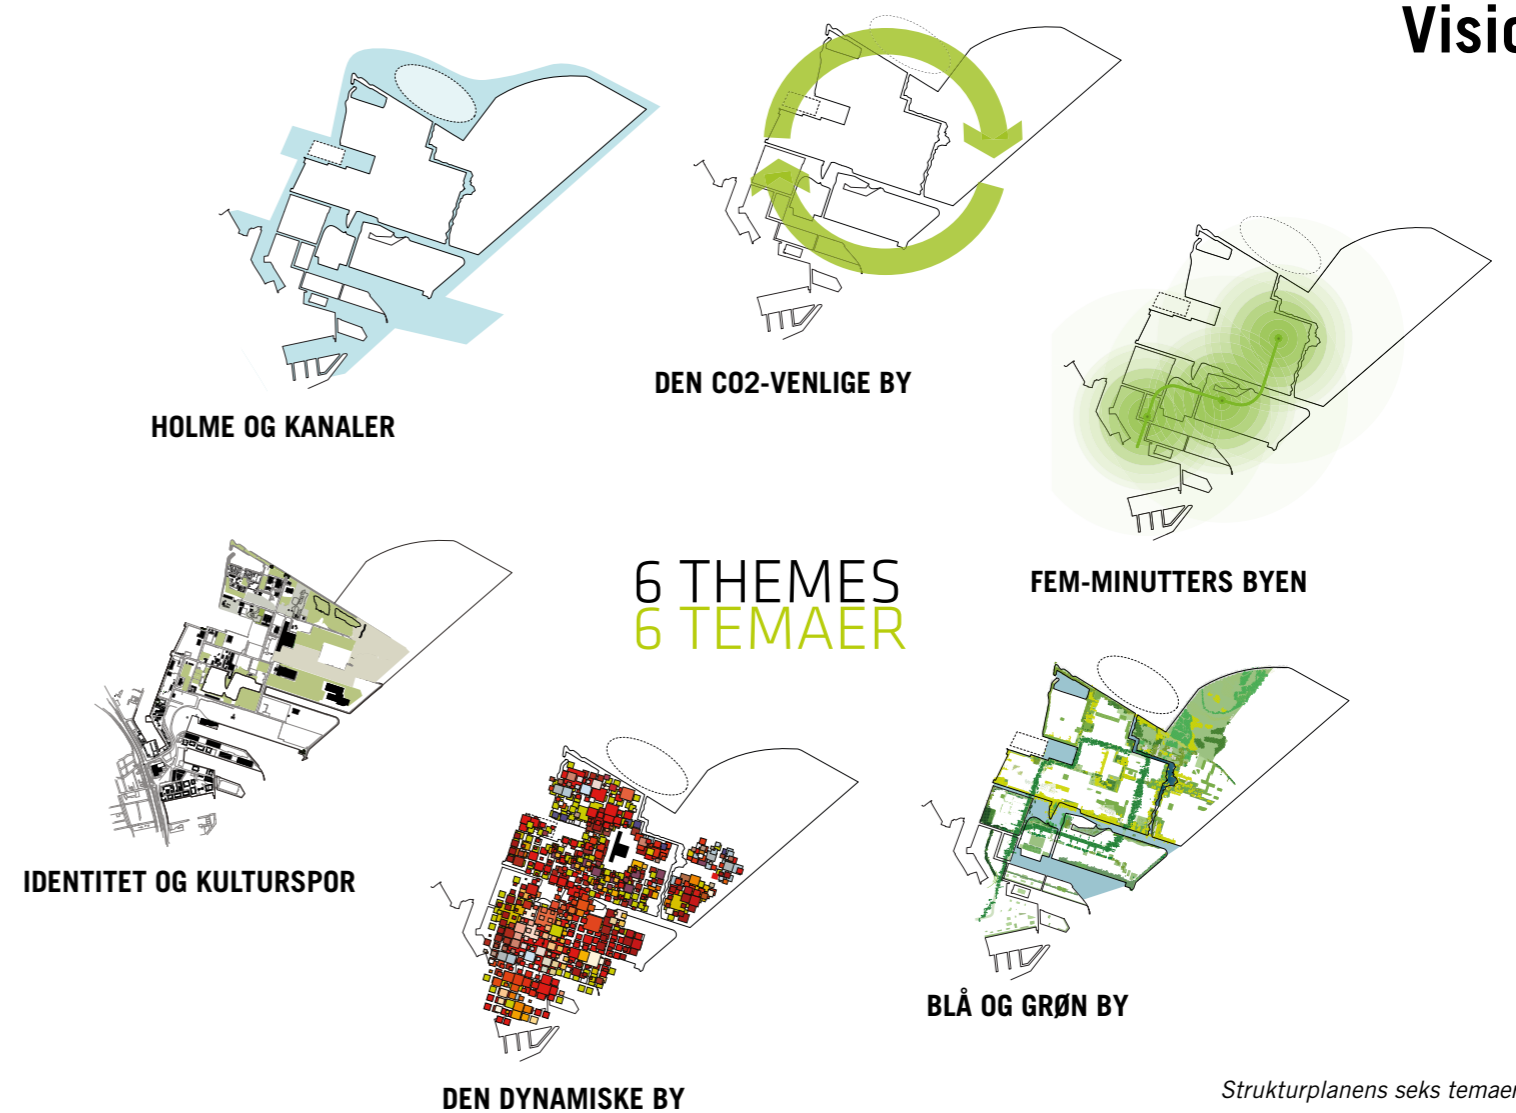 HOLME OG KANALER
DEN CO2-VENLIGE BY
FEM-MINUTTERS BYEN
6 THEMES
6 TEMAER
IDENTITET OG KULTURSPOR
DEN DYNAMISKE BY
BLÅ OG GRØN BY
Strukturplanens seks temaer